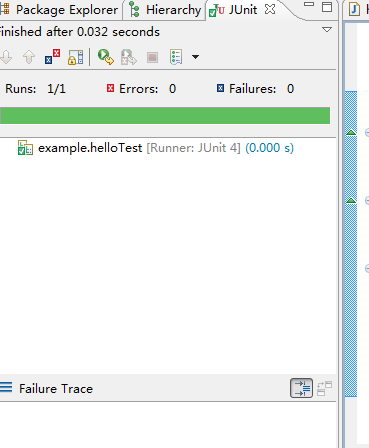 Package Explorer Hierarchy JUnit
Finished after 0.032 seconds
Runs: 1/1 Errors: 0 Failures: 0
example.helloTest [Runner: JUnit 4] (0.000 s)
Failure Trace